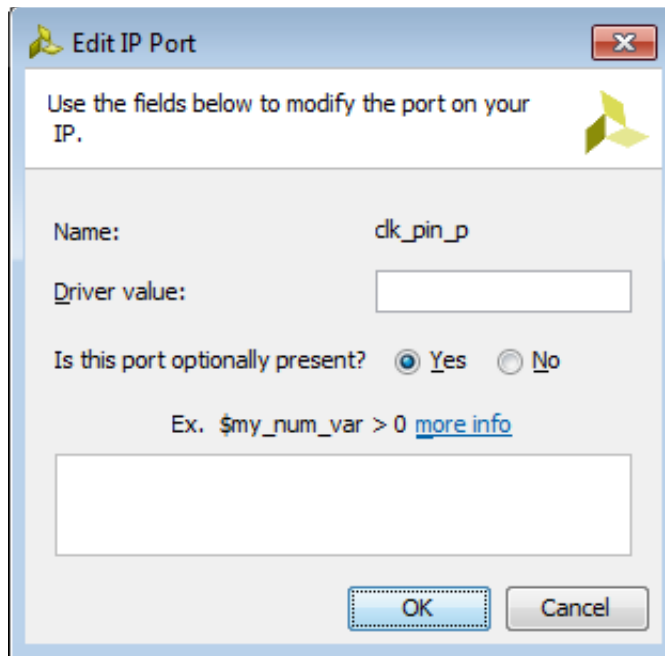 Edit IP Port
Use the fields below to modify the port on your
IP.
Name: clk_pin_p
Driver value:
Is this port optionally present? Yes No
Ex. $my_num_var > 0 more info
OK Cancel